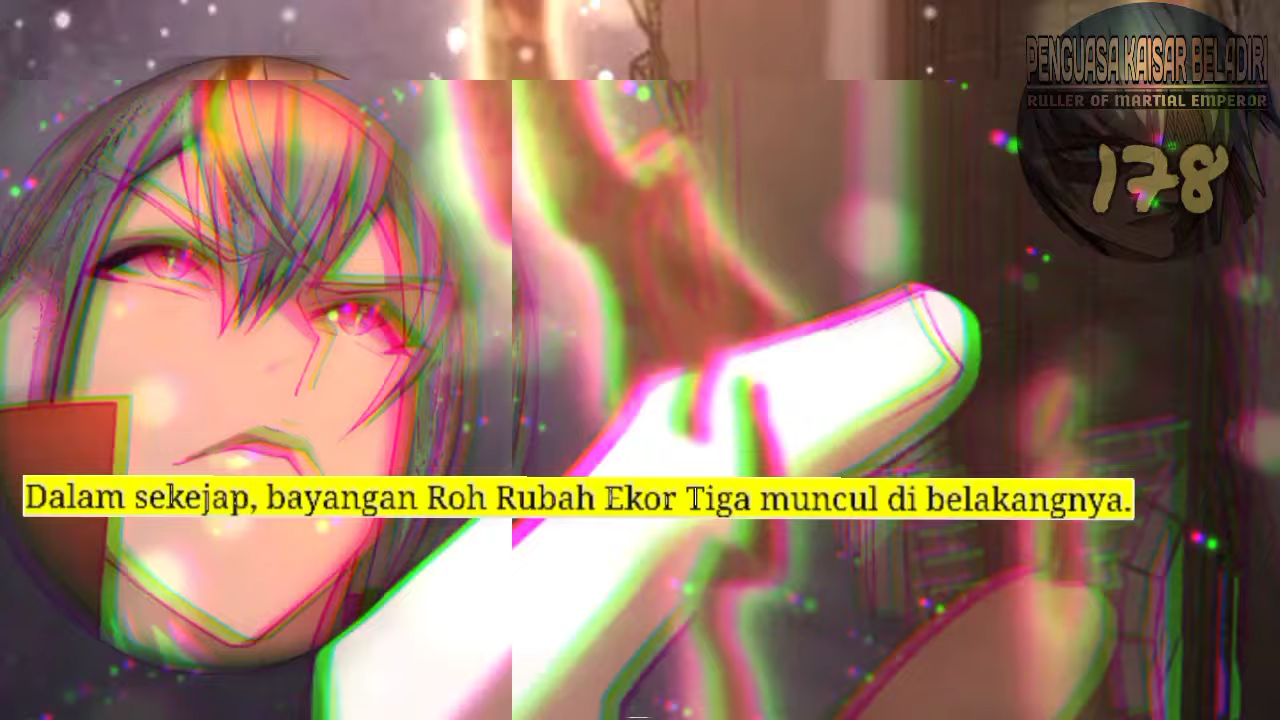 PENGUASA KAISAR BELADIRI
RULLER OF MARTIAL EMPEROR
178
Dalam sekejap, bayangan Roh Rubah Ekor Tiga muncul di belakangnya.